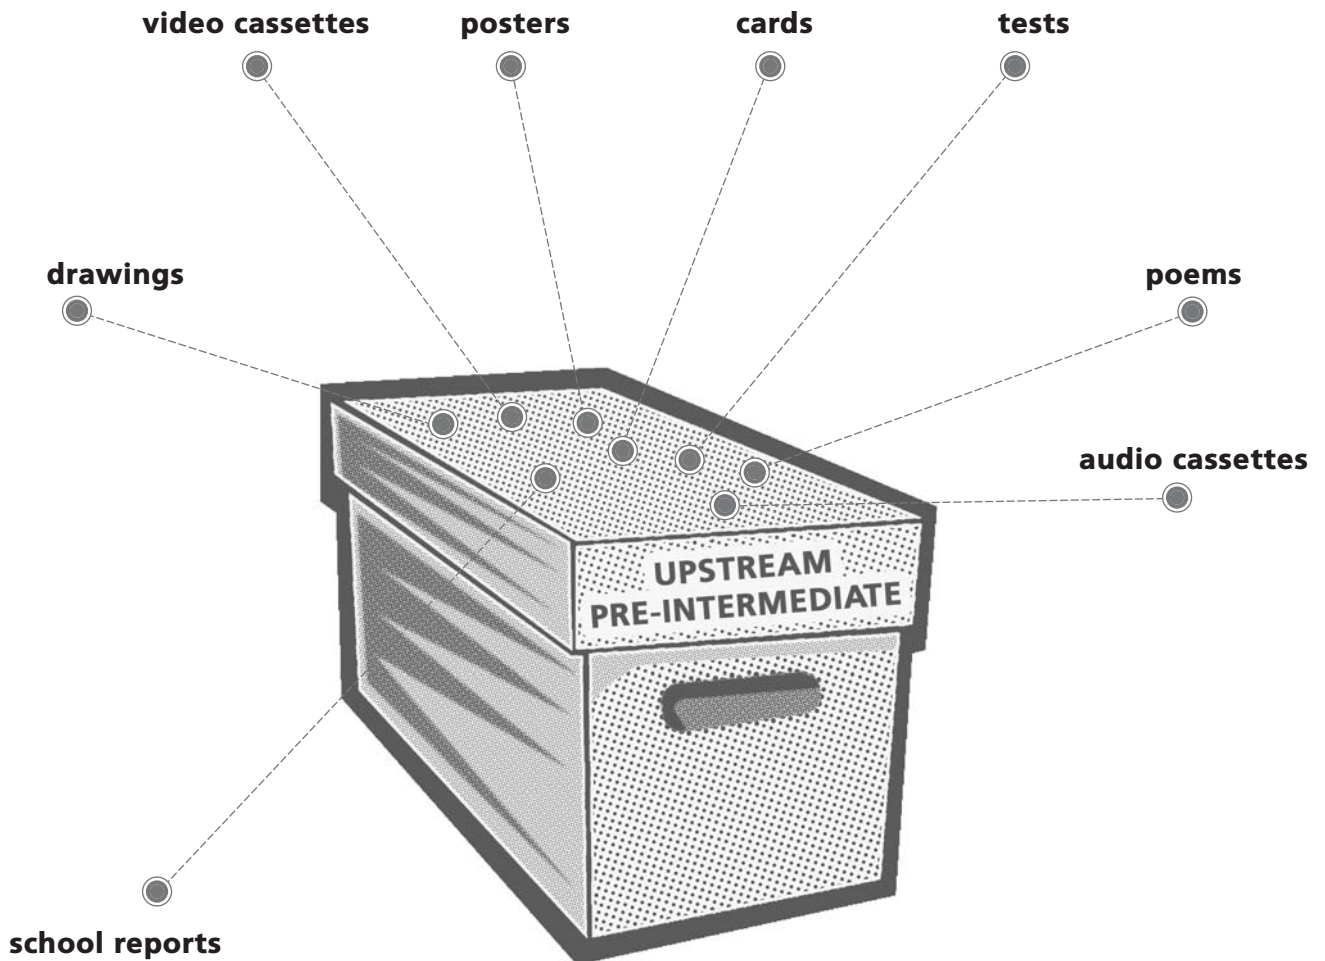 video cassettes
posters
cards
tests
drawings
poems
audio cassettes
UPSTREAM
PRE-INTERMEDIATE
school reports